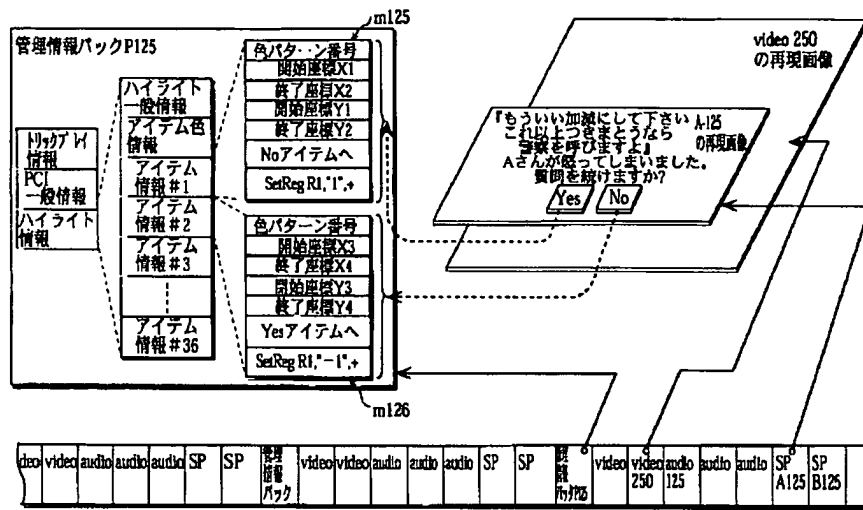 m125
管理情報パックP125
トリックプレイ
情報
PCI
一般情報
ハイライト
情報
ハイライト
一般情報
アイテム色
情報
アイテム
情報#1
アイテム
情報#2
アイテム
情報#3
アイテム
情報#36
色パターン番号
開始座標X1
終了座標X2
開始座標Y1
終了座標Y2
Noアイテムへ
SetReg R1,"1",+
色パターン番号
開始座標X3
終了座標X4
開始座標Y3
終了座標Y4
Yesアイテムへ
SetReg R1,"－1",+
m126
video 250
の再現画像
A-125
の再現画像
『もういい加減にして下さい
これ以上つきまとうなら
警察を呼びますよ』
Aさんが怒ってしまいました。
質問を続けますか?
Yes
No
deo
video
audio
audio
audio
SP
SP
管理
情報
パック
video
video
audio
audio
audio
SP
SP
管理
情報
パックP125
video
video
250
audio
125
audio
audio
SP
A125
SP
B125